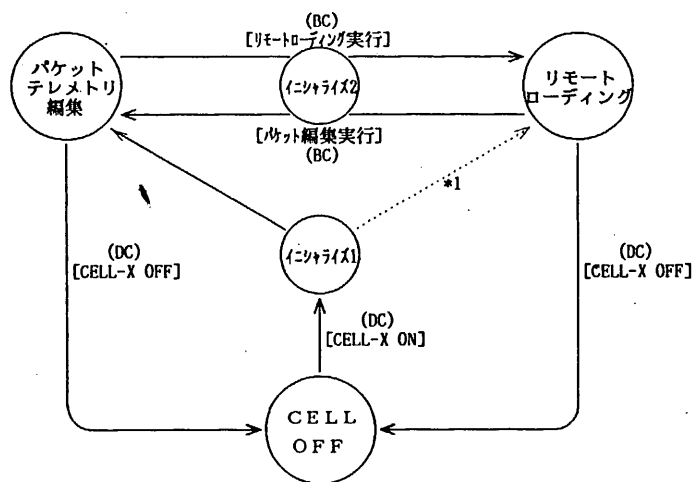 (BC)
[リモートローディング実行]
パケット
テレメトリ
編集
イニシャライズ2
リモート
ローディング
[パケット編集実行]
(BC)
*1
イニシャライズ1
(DC)
[CELL-X OFF]
(DC)
[CELL-X OFF]
(DC)
[CELL-X ON]
CELL
OFF